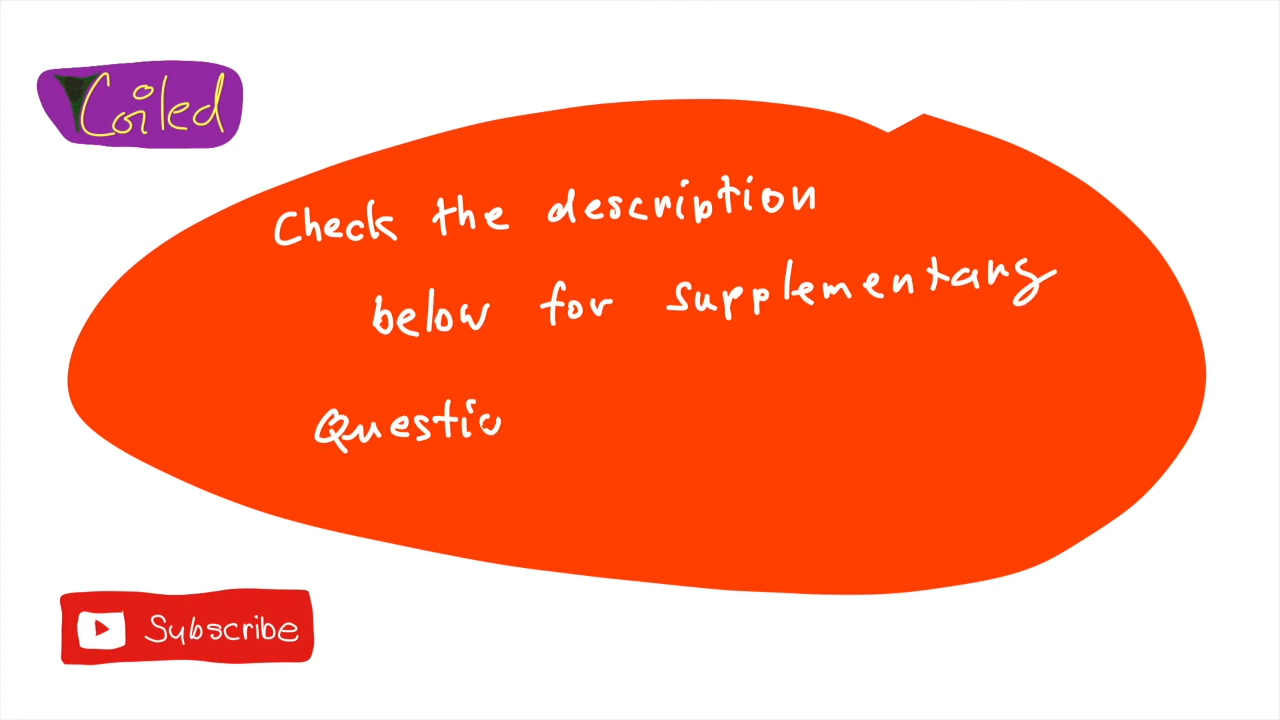 Coiled
Check the description
below for supplementary
Questio
Subscribe